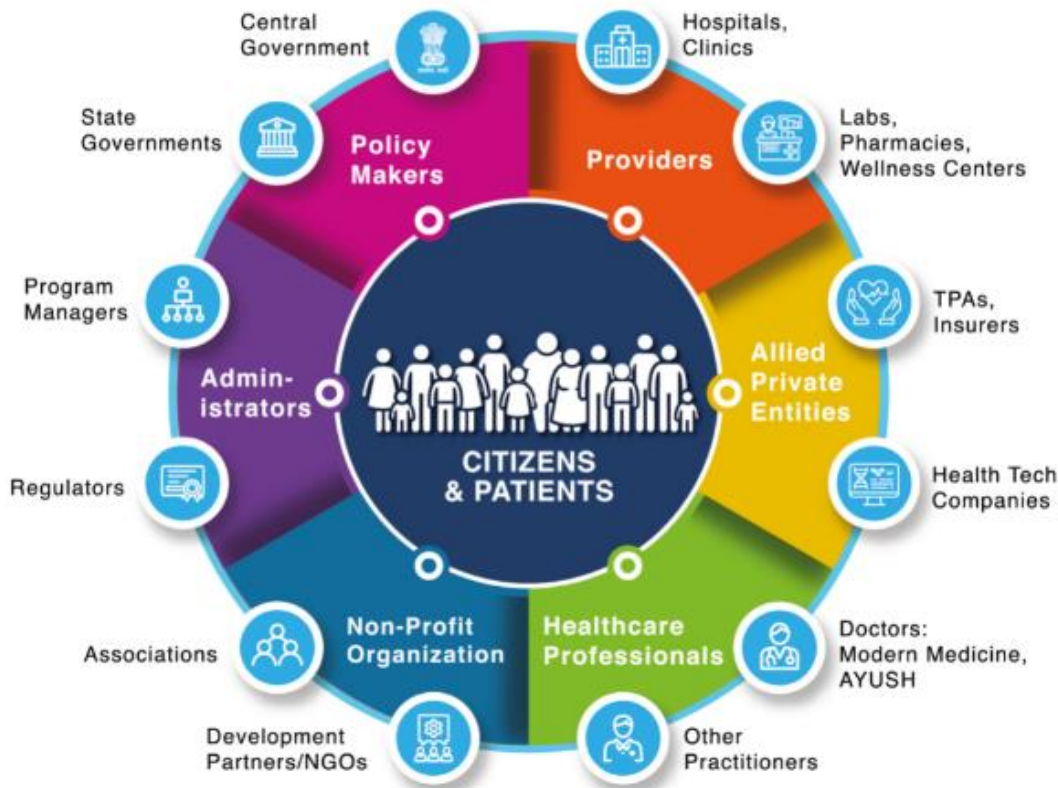 Central
Government
Hospitals,
Clinics
State
Governments
Labs,
Pharmacies,
Wellness Centers
Policy
Makers
Providers
Program
Managers
TPAs,
Insurers
Admin-
istrators
Allied
Private
Entities
CITIZENS
& PATIENTS
Regulators
Health Tech
Companies
Non-Profit
Organization
Healthcare
Professionals
Associations
Doctors:
Modern Medicine,
AYUSH
Development
Partners/NGOs
Other
Practitioners